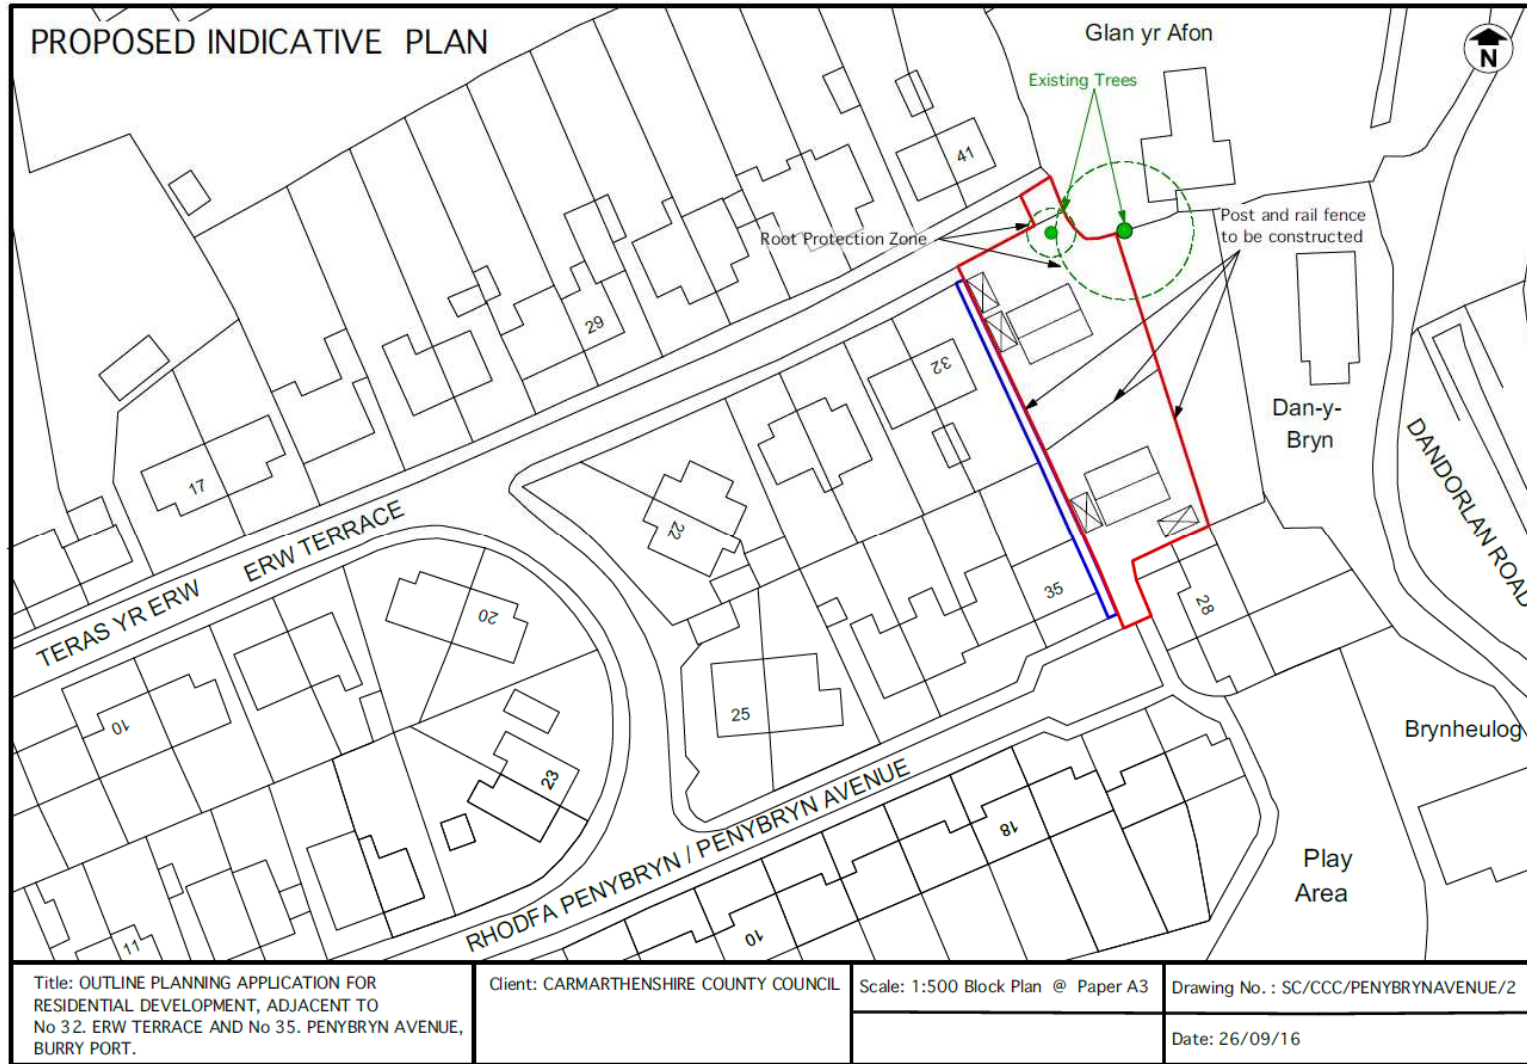 PROPOSED INDICATIVE PLAN
Glan yr Afon
N
Existing Trees
41
Post and rail fence
to be constructed
Root Protection Zone
29
32
Dan-y-
Bryn
DANDORLAN ROAD
17
22
TERAS YR ERW ERW TERRACE
20
35
28
10
25
23
Brynheulog
RHODFA PENYBRYN / PENYBRYN AVENUE
18
Play
Area
11
10
Title: OUTLINE PLANNING APPLICATION FOR
RESIDENTIAL DEVELOPMENT, ADJACENT TO
No 32. ERW TERRACE AND No 35. PENYBRYN AVENUE,
BURRY PORT.
Client: CARMARTHENSHIRE COUNTY COUNCIL
Scale: 1:500 Block Plan @ Paper A3
Drawing No. : SC/CCC/PENYBRYNAVENUE/2
Date: 26/09/16